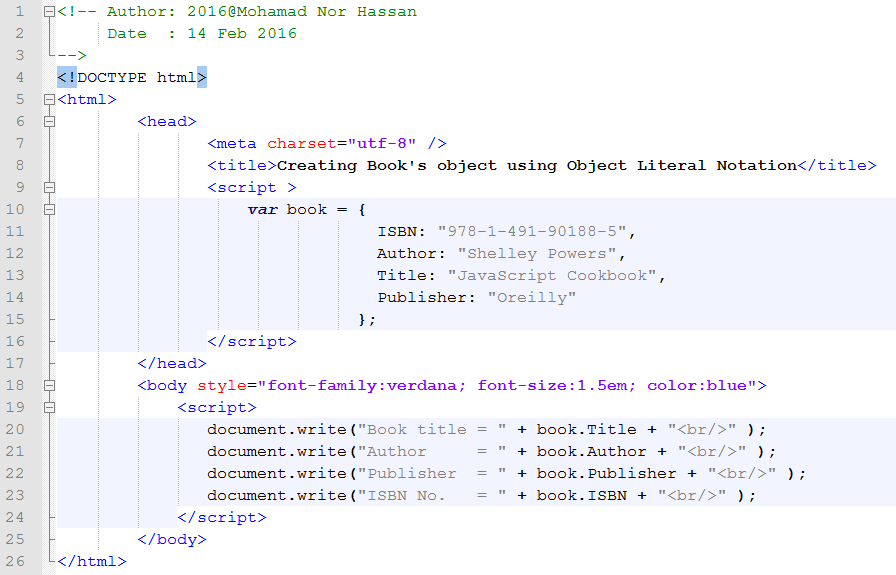 1 <!-- Author: 2016@Mohamad Nor Hassan
2 Date  : 14 Feb 2016
3 -->
4 <!DOCTYPE html>
5 <html>
6 <head>
7 <meta charset="utf-8" />
8 <title>Creating Book's object using Object Literal Notation</title>
9 <script >
10 var book = {
11 ISBN: "978-1-491-90188-5",
12 Author: "Shelley Powers",
13 Title: "JavaScript Cookbook",
14 Publisher: "Oreilly"
15 };
16 </script>
17 </head>
18 <body style="font-family:verdana; font-size:1.5em; color:blue">
19 <script>
20 document.write("Book title = " + book.Title + "<br/>" );
21 document.write("Author     = " + book.Author + "<br/>" );
22 document.write("Publisher  = " + book.Publisher + "<br/>" );
23 document.write("ISBN No.   = " + book.ISBN + "<br/>" );
24 </script>
25 </body>
26 </html>